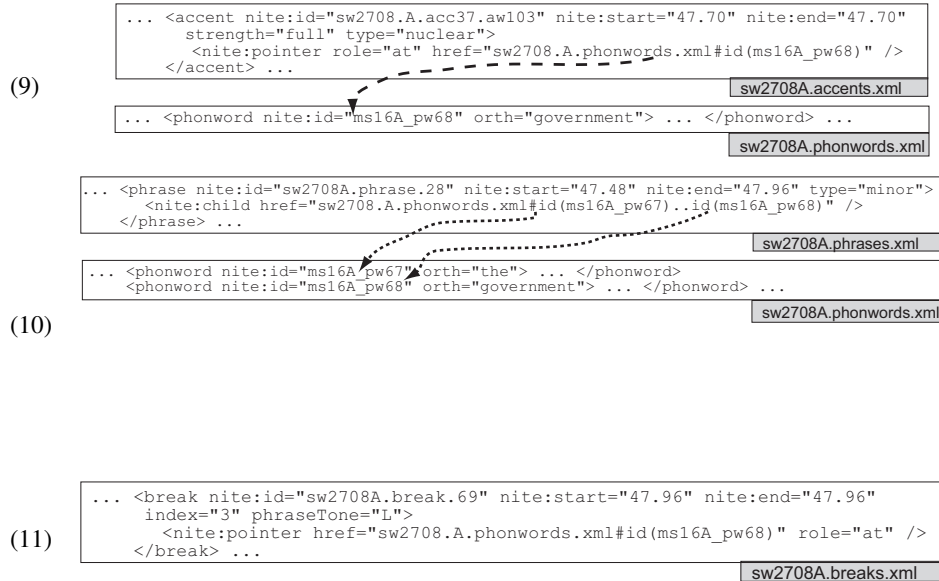 ... <accent nite:id="sw2708.A.acc37.aw103" nite:start="47.70" nite:end="47.70"
strength="full" type="nuclear">
<nite:pointer role="at" href="sw2708.A.phonwords.xml#id(ms16A_pw68)" />
</accent> ...
(9)
sw2708A.accents.xml
... <phonword nite:id="ms16A_pw68" orth="government"> ... </phonword> ...
sw2708A.phonwords.xml
... <phrase nite:id="sw2708A.phrase.28" nite:start="47.48" nite:end="47.96" type="minor">
<nite:child href="sw2708.A.phonwords.xml#id(ms16A_pw67)..id(ms16A_pw68)" />
</phrase> ...
sw2708A.phrases.xml
... <phonword nite:id="ms16A_pw67" orth="the"> ... </phonword>
<phonword nite:id="ms16A_pw68" orth="government"> ... </phonword> ...
sw2708A.phonwords.xml
(10)
... <break nite:id="sw2708A.break.69" nite:start="47.96" nite:end="47.96"
index="3" phraseTone="L">
<nite:pointer href="sw2708.A.phonwords.xml#id(ms16A_pw68)" role="at" />
(11)
</break> ...
sw2708A.breaks.xml